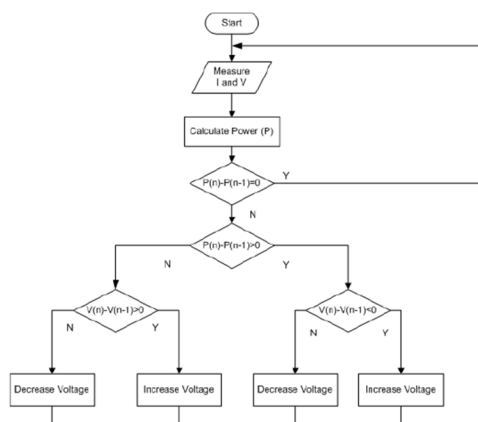 Start
Measure
I and V
Calculate Power (P)
P(n)-P(n-1)=0
Y
N
P(n)-P(n-1)>0
N
Y
V(n)-V(n-1)>0
V(n)-V(n-1)<0
N
Y
N
Y
Decrease Voltage
Increase Voltage
Decrease Voltage
Increase Voltage